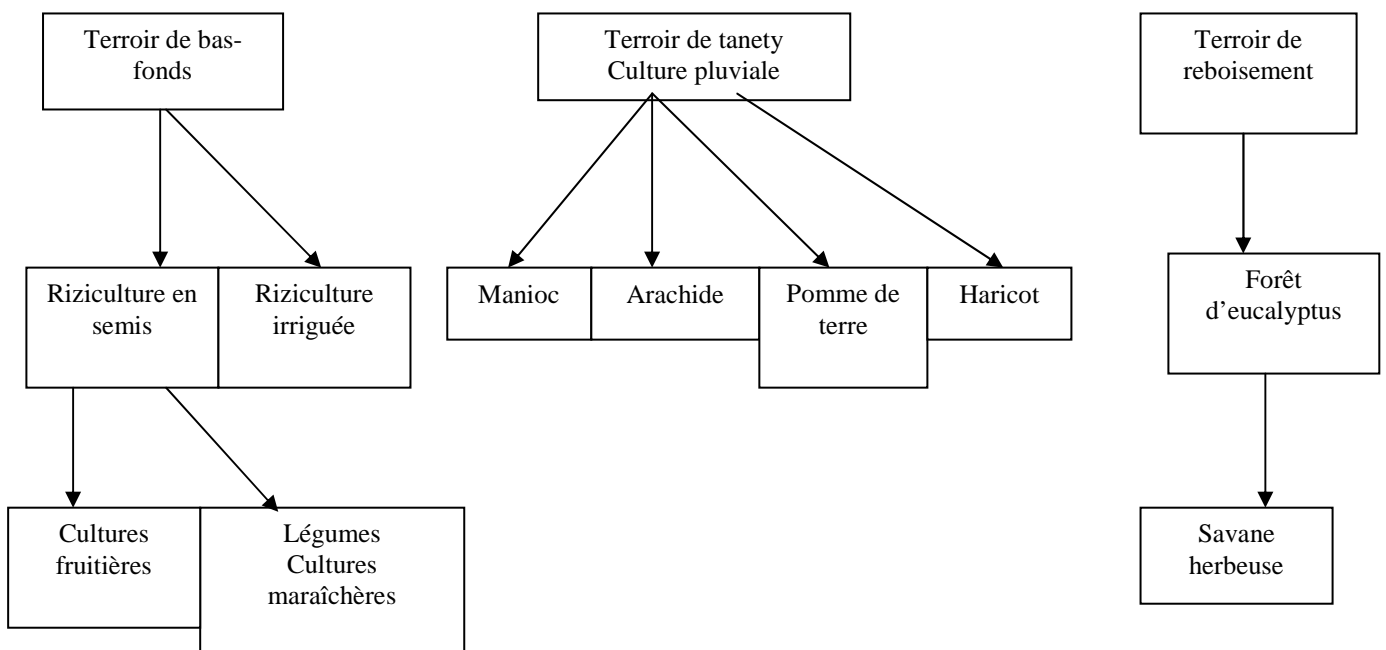 Terroir de bas-
fonds
Terroir de tanety
Culture pluviale
Terroir de
reboisement
Riziculture en
semis
Riziculture
irriguée
Manioc
Arachide
Pomme de
terre
Haricot
Forêt
d’eucalyptus
Cultures
fruitières
Légumes
Cultures
maraîchères
Savane
herbeuse